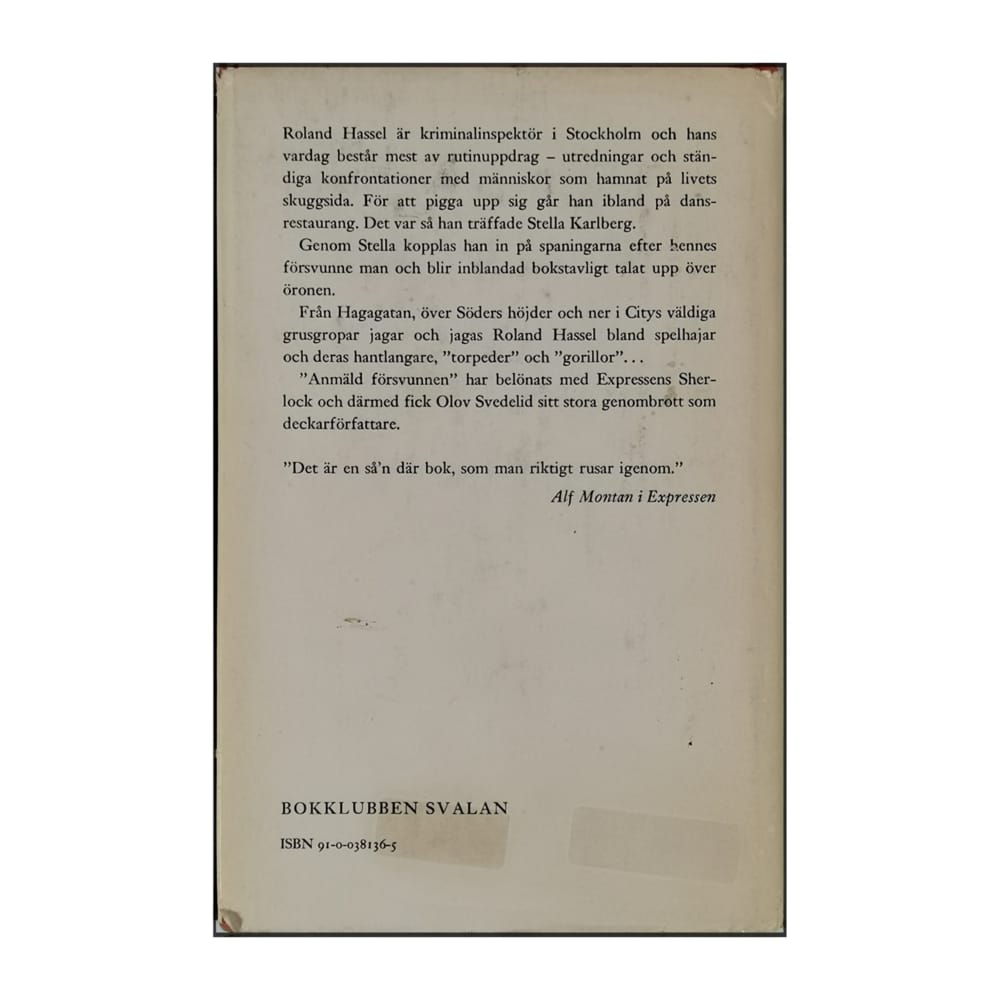 Roland Hassel är kriminalinspektör i Stockholm och hans
vardag består mest av rutinuppdrag – utredningar och stän-
diga konfrontationer med människor som hamnat på livets
skuggsida. För att pigga upp sig går han ibland på dans-
restaurang. Det var så han träffade Stella Karlberg.
Genom Stella kopplas han in på spaningarna efter hennes
försvunne man och blir inblandad bokstavligt talat upp över
öronen.
Från Hagagatan, över Söders höjder och ner i Citys väldiga
grusgropar jagar och jagas Roland Hassel bland spelhajar
och deras hantlangare, ”torpeder” och ”gorillor”...
”Anmäld försvunnen” har belönats med Expressens Sher-
lock och därmed fick Olov Svedelid sitt stora genombrott som
deckarförfattare.
”Det är en så’n där bok, som man riktigt rusar igenom.”
Alf Montan i Expressen
BOKKLUBBEN SVALAN
ISBN 91-0-038136-5